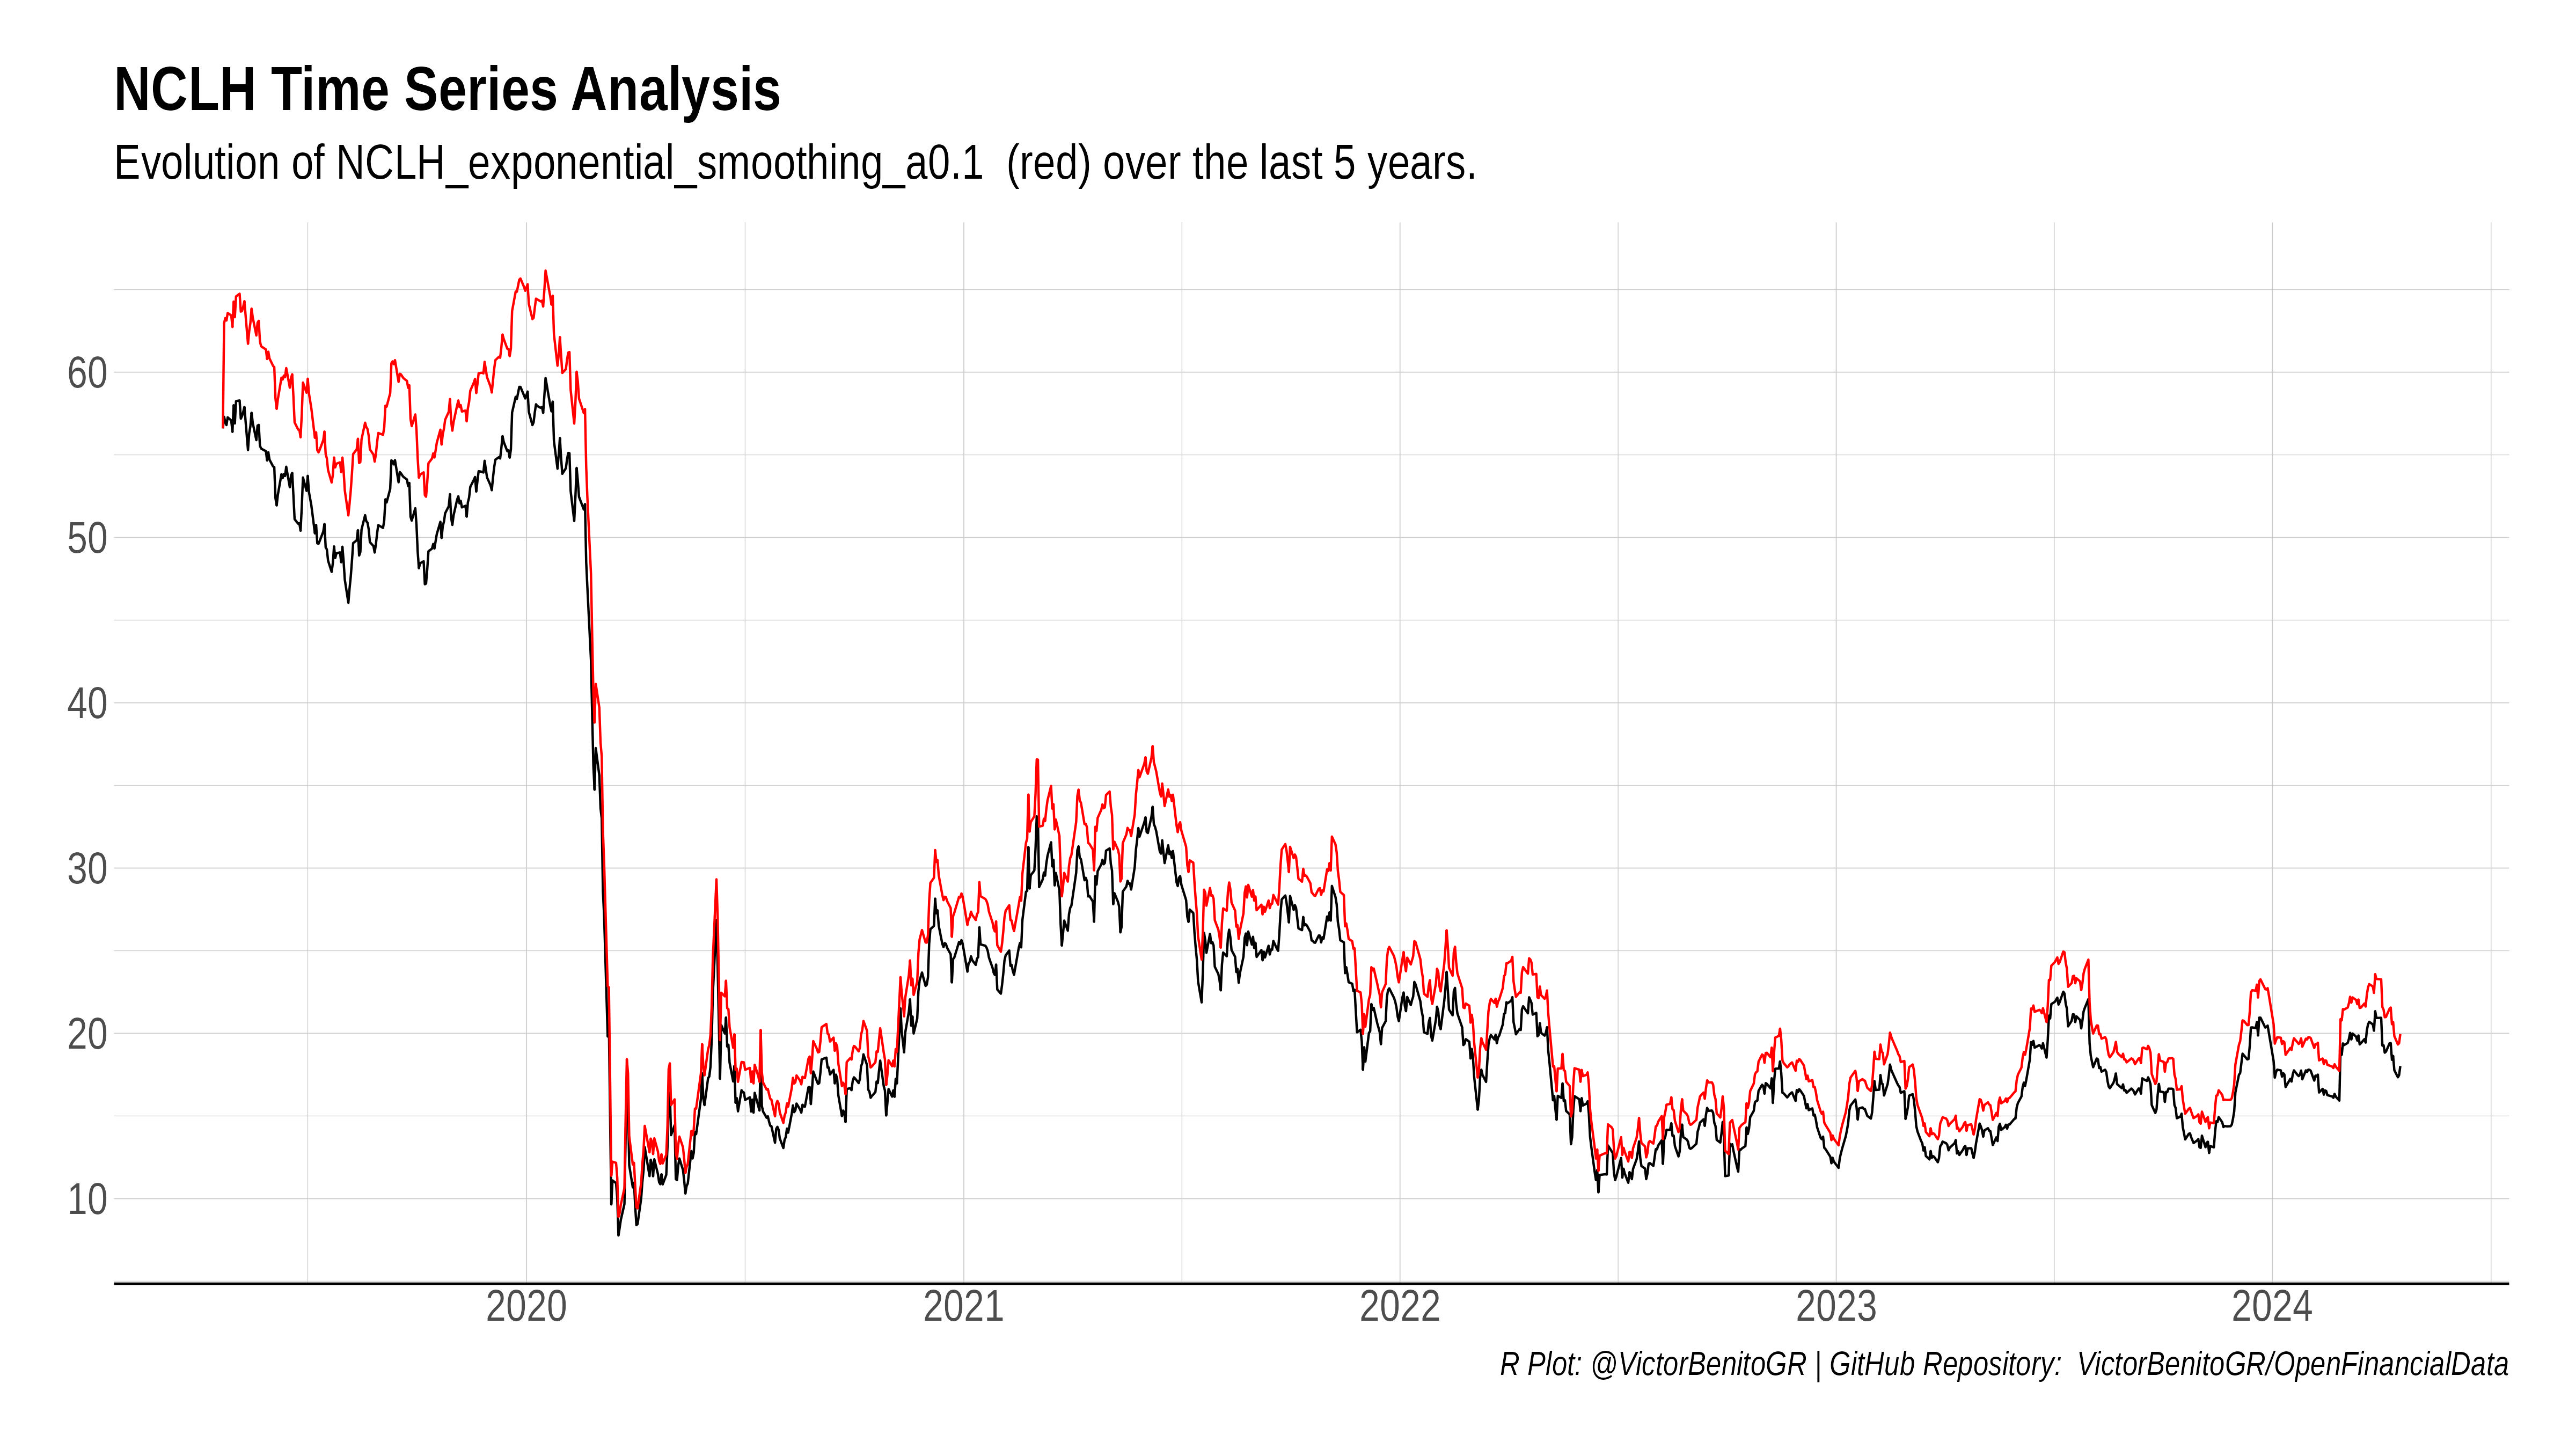 NCLH Time Series Analysis
Evolution of NCLH_exponential_smoothing_a0.1  (red) over the last 5 years.
60
50
40
30
20
10
2020 2021 2022 2023 2024
R Plot: @VictorBenitoGR | GitHub Repository:  VictorBenitoGR/OpenFinancialData